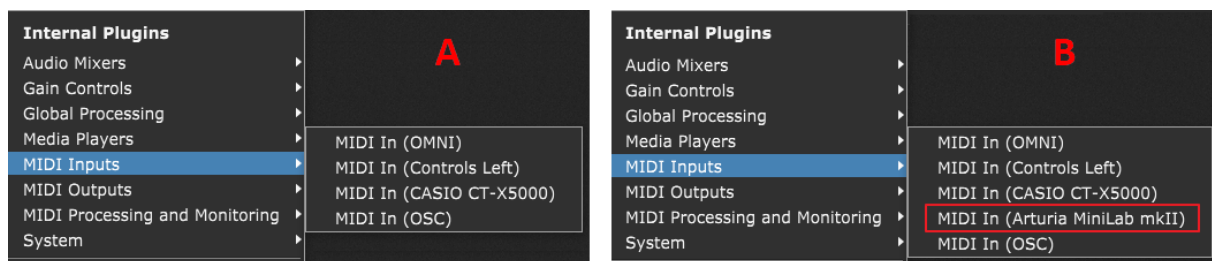 Internal Plugins
A
Audio Mixers
Gain Controls
Global Processing
Media Players
MIDI Inputs
MIDI Outputs
MIDI Processing and Monitoring
System
MIDI In (OMNI)
MIDI In (Controls Left)
MIDI In (CASIO CT-X5000)
MIDI In (OSC)
Internal Plugins
B
Audio Mixers
Gain Controls
Global Processing
Media Players
MIDI Inputs
MIDI Outputs
MIDI Processing and Monitoring
System
MIDI In (OMNI)
MIDI In (Controls Left)
MIDI In (CASIO CT-X5000)
MIDI In (Arturia MiniLab mkII)
MIDI In (OSC)